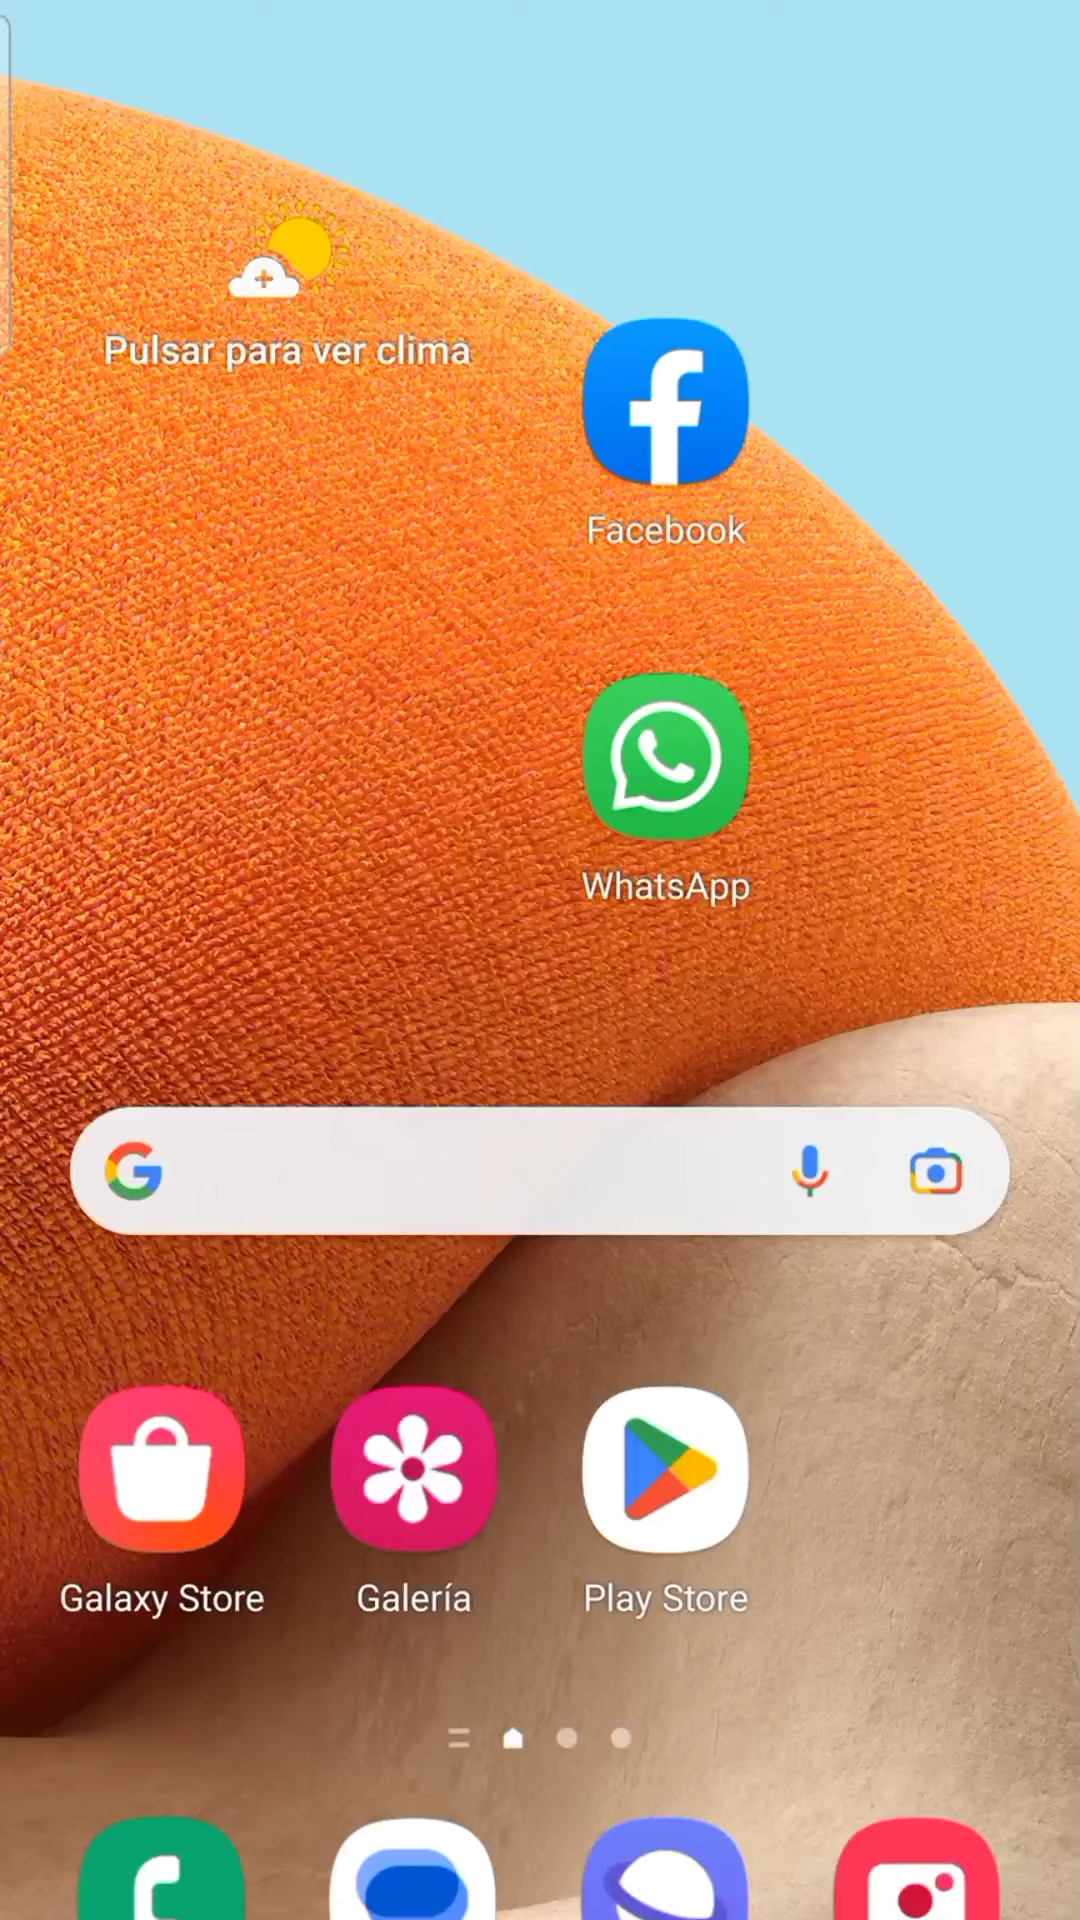 Pulsar para ver clima
Facebook
WhatsApp
Galaxy Store
Galería
Play Store